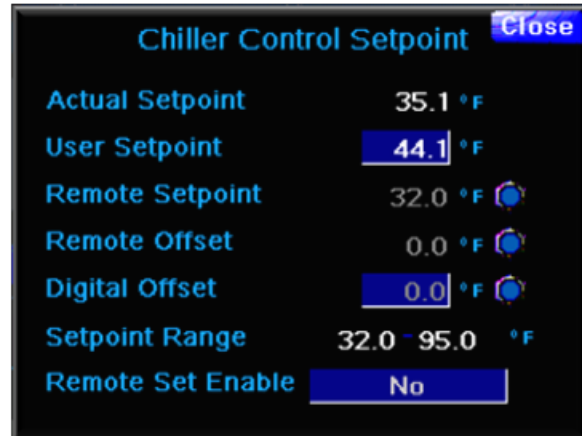 Chiller Control Setpoint Close
Actual Setpoint 35.1 °F
User Setpoint 44.1 °F
Remote Setpoint 32.0 °F
Remote Offset 0.0 °F
Digital Offset 0.0 °F
Setpoint Range 32.0 - 95.0 °F
Remote Set Enable No